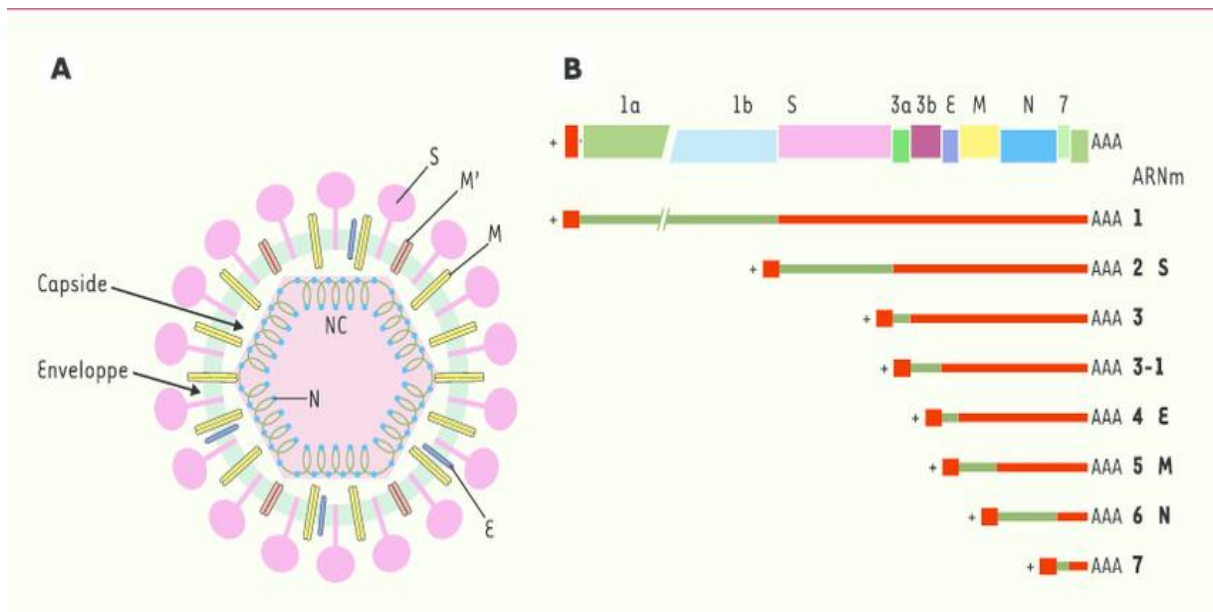 A
S
M'
M
Capside
NC
Enveloppe
N
E
B
1a 1b S 3a 3b E M N 7
+ AAA
ARNm
+ AAA 1
+ AAA 2 S
+ AAA 3
+ AAA 3-1
+ AAA 4 E
+ AAA 5 M
+ AAA 6 N
+ AAA 7